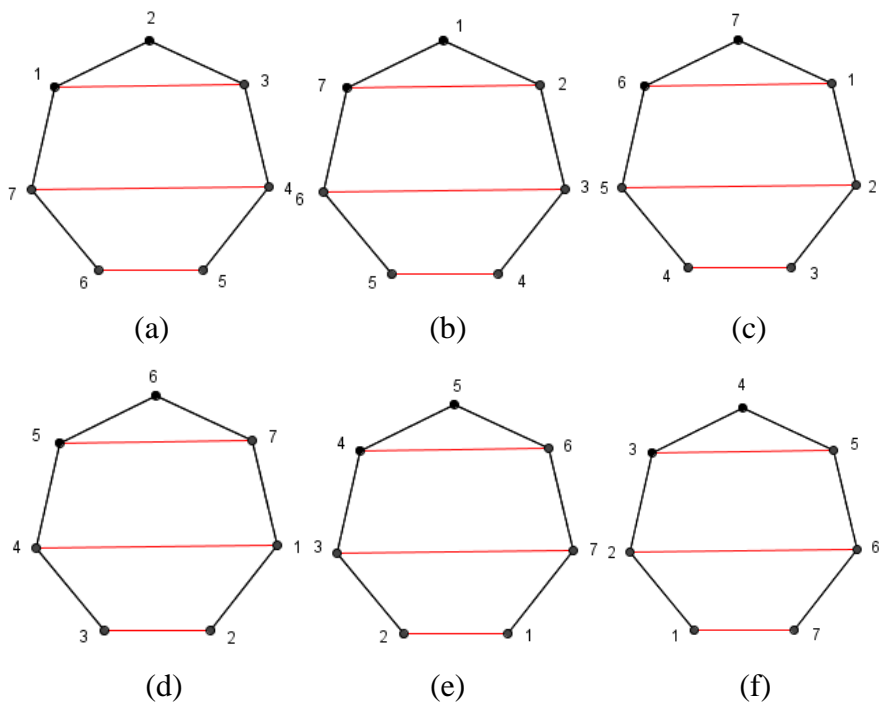 2 1 7
1 3 7 2 6 1
7 4 6 3 5 2
6 5 5 4 4 3
(a) (b) (c)
6 5 4
5 7 4 6 3 5
4 1 3 7 2 6
3 2 2 1 1 7
(d) (e) (f)